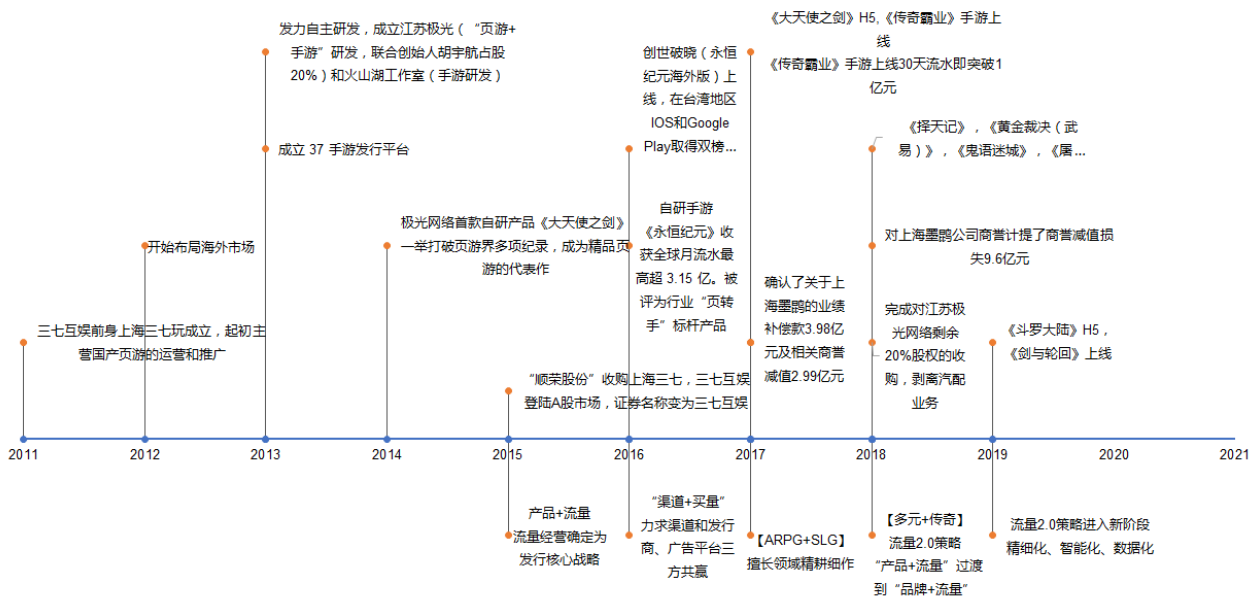 发力自主研发，成立江苏极光（“页游+
手游”研发，联合创始人胡宇航占股
20%）和火山湖工作室（手游研发）
成立 37 手游发行平台
开始布局海外市场
三七互娱前身上海三七玩成立，起初主
营国产页游的运营和推广
极光网络首款自研产品《大天使之剑》
一举打破页游界多项纪录，成为精品页
游的代表作
“顺荣股份”收购上海三七，三七互娱
登陆A股市场，证券名称变为三七互娱
创世破晓（永恒
纪元海外版）上
线，在台湾地区
IOS和Google
Play取得双榜...
自研手游
《永恒纪元》收
获全球月流水最
高超 3.15 亿。被
评为行业“页转
手”标杆产品
《大天使之剑》H5,《传奇霸业》手游上
线
《传奇霸业》手游上线30天流水即突破1
亿元
确认了关于上
海墨鹍的业绩
补偿款3.98亿
元及相关商誉
减值2.99亿元
《择天记》，《黄金裁决（武
易）》，《鬼语迷城》，《屠...
对上海墨鹍公司商誉计提了商誉减值损
失9.6亿元
完成对江苏极
光网络剩余
20%股权的收
购，剥离汽配
业务
《斗罗大陆》H5，
《剑与轮回》上线
2011 2012 2013 2014 2015 2016 2017 2018 2019 2020 2021
产品+流量
流量经营确定为
发行核心战略
“渠道+买量”
力求渠道和发行
商、广告平台三
方共赢
【ARPG+SLG】
擅长领域精耕细作
【多元+传奇】
流量2.0策略
“产品+流量”过渡
到“品牌+流量”
流量2.0策略进入新阶段
精细化、智能化、数据化